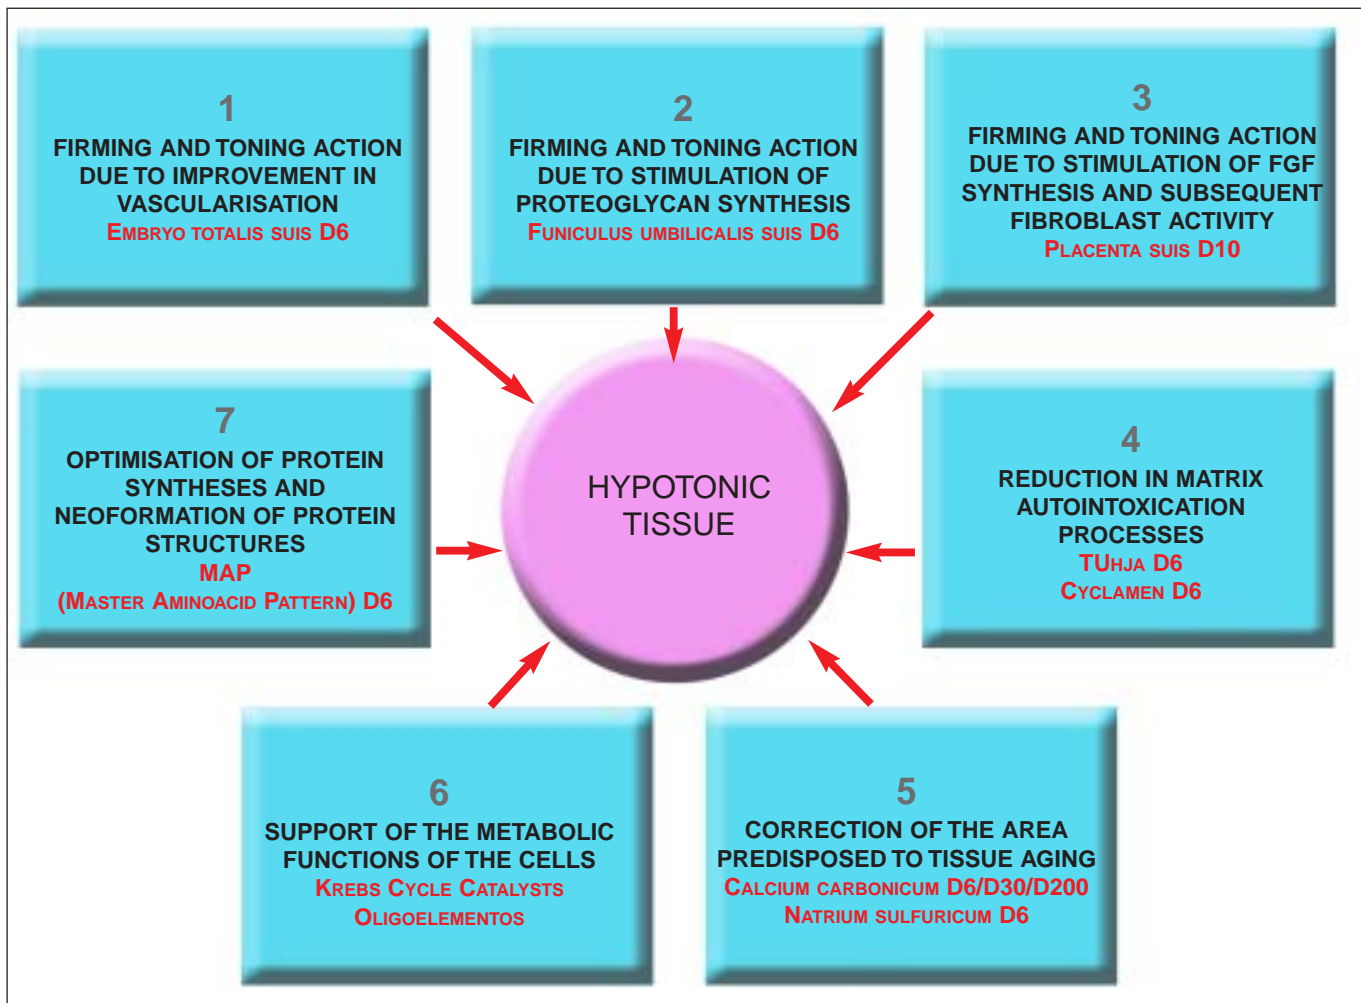 1
FIRMING AND TONING ACTION
DUE TO IMPROVEMENT IN
VASCULARISATION
EMBRYO TOTALIS SUIS D6
2
FIRMING AND TONING ACTION
DUE TO STIMULATION OF
PROTEOGLYCAN SYNTHESIS
FUNICULUS UMBILICALIS SUIS D6
3
FIRMING AND TONING ACTION
DUE TO STIMULATION OF FGF
SYNTHESIS AND SUBSEQUENT
FIBROBLAST ACTIVITY
PLACENTA SUIS D10
HYPOTONIC
TISSUE
4
REDUCTION IN MATRIX
AUTOINTOXICATION
PROCESSES
TUHJA D6
CYCLAMEN D6
5
CORRECTION OF THE AREA
PREDISPOSED TO TISSUE AGING
CALCIUM CARBONICUM D6/D30/D200
NATRIUM SULFURICUM D6
6
SUPPORT OF THE METABOLIC
FUNCTIONS OF THE CELLS
KREBS CYCLE CATALYSTS
OLIGOELEMENTOS
7
OPTIMISATION OF PROTEIN
SYNTHESES AND
NEOFORMATION OF PROTEIN
STRUCTURES
MAP
(MASTER AMINOACID PATTERN) D6